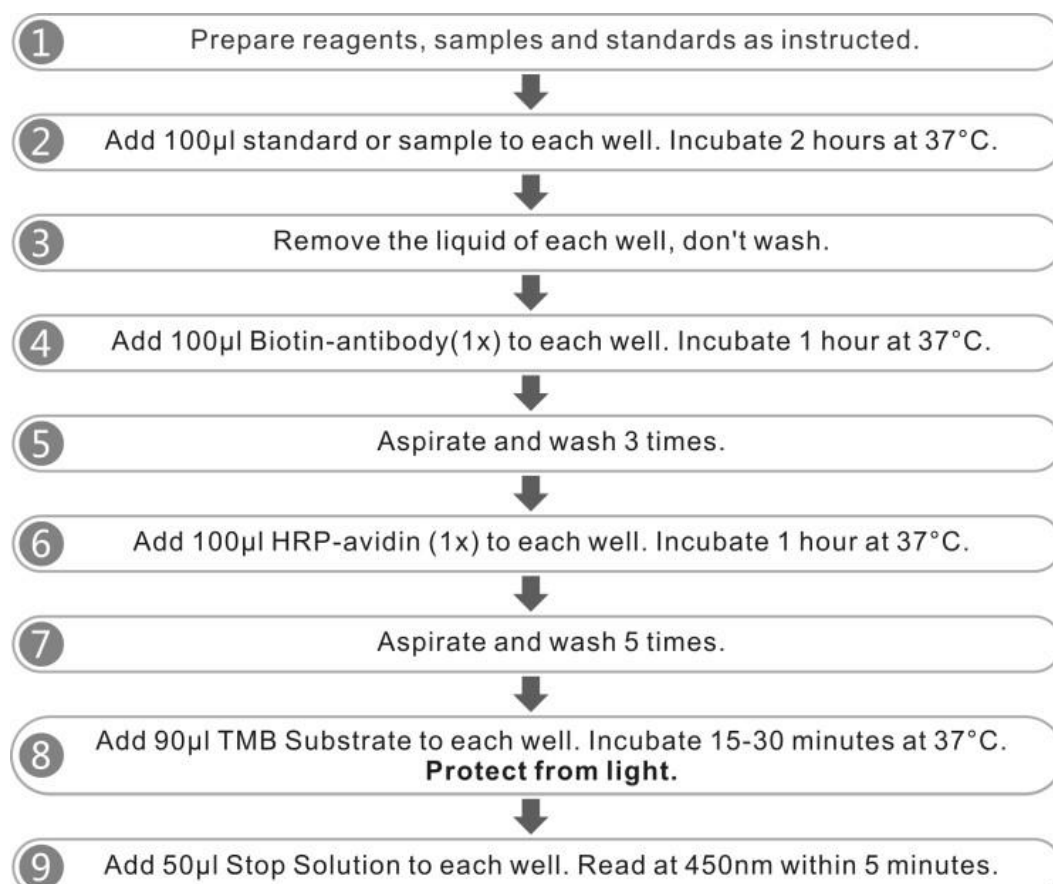 1 Prepare reagents, samples and standards as instructed.
2 Add 100µl standard or sample to each well. Incubate 2 hours at 37°C.
3 Remove the liquid of each well, don't wash.
4 Add 100µl Biotin-antibody(1x) to each well. Incubate 1 hour at 37°C.
5 Aspirate and wash 3 times.
6 Add 100µl HRP-avidin (1x) to each well. Incubate 1 hour at 37°C.
7 Aspirate and wash 5 times.
8 Add 90µl TMB Substrate to each well. Incubate 15-30 minutes at 37°C.
Protect from light.
9 Add 50µl Stop Solution to each well. Read at 450nm within 5 minutes.